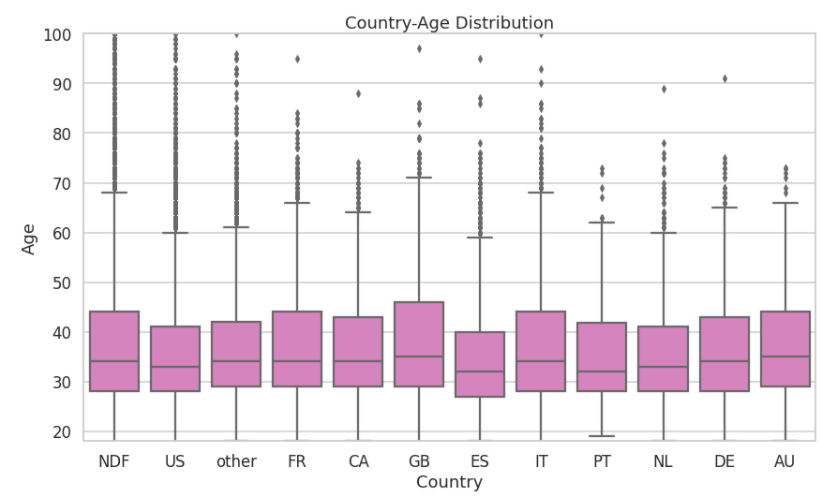 Country-Age Distribution
100
90
80
70
60
50
40
30
20
Age
NDF US other FR CA GB ES IT PT NL DE AU
Country